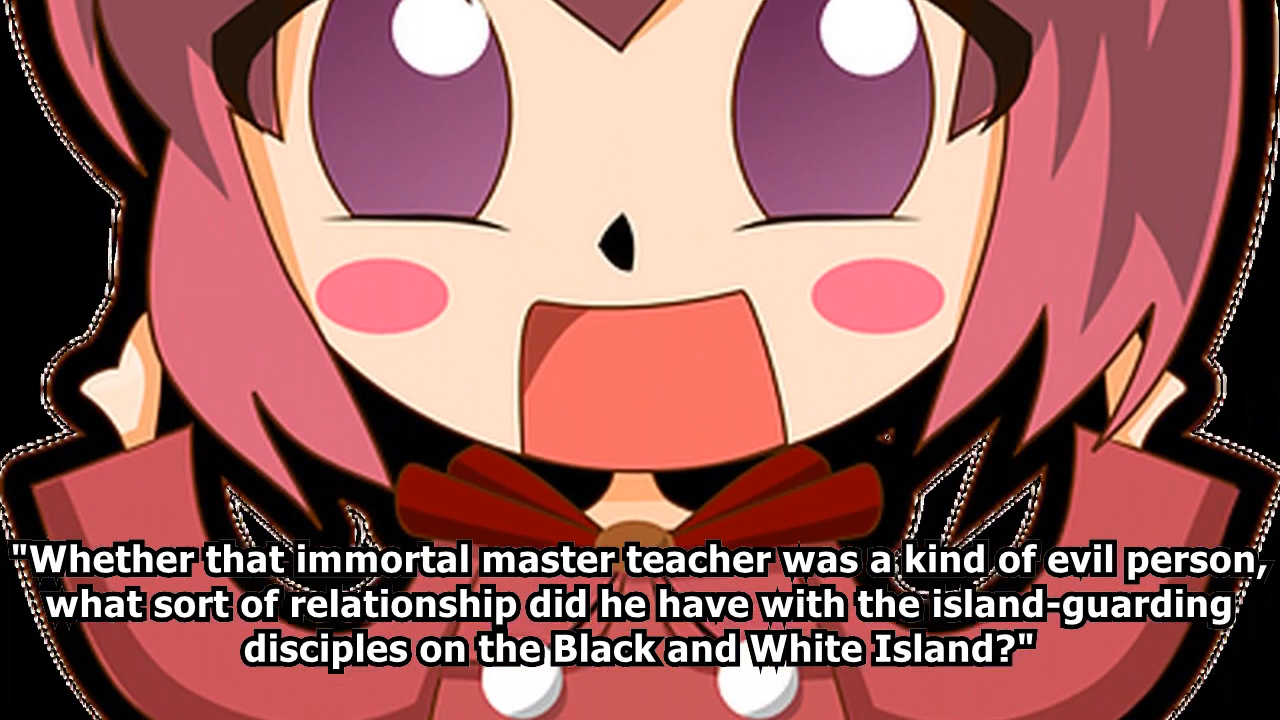 "Whether that immortal master teacher was a kind of evil person,
what sort of relationship did he have with the island-guarding
disciples on the Black and White Island?"